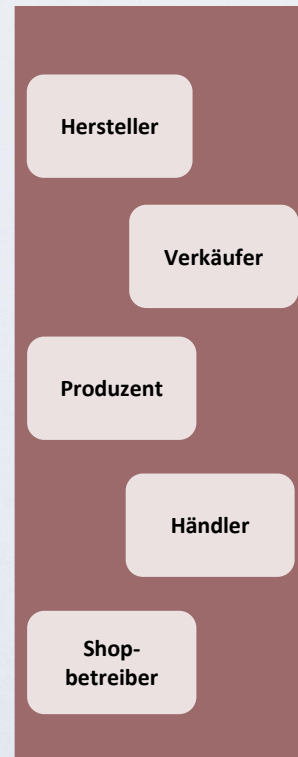 Hersteller
Verkäufer
Produzent
Händler
Shop-
betreiber